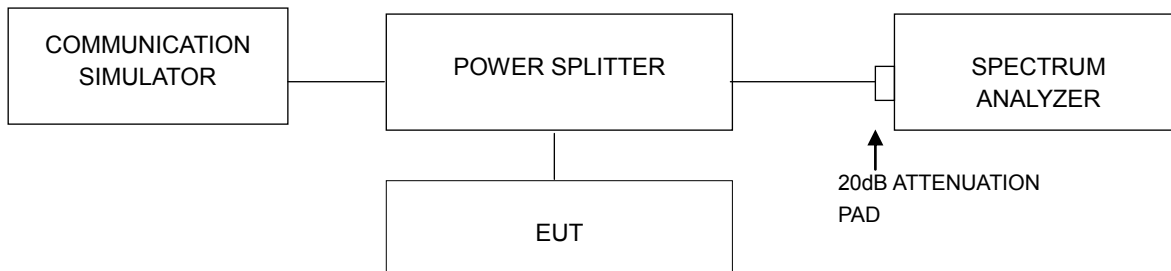 COMMUNICATION
SIMULATOR
POWER SPLITTER
SPECTRUM
ANALYZER
20dB ATTENUATION
PAD
EUT